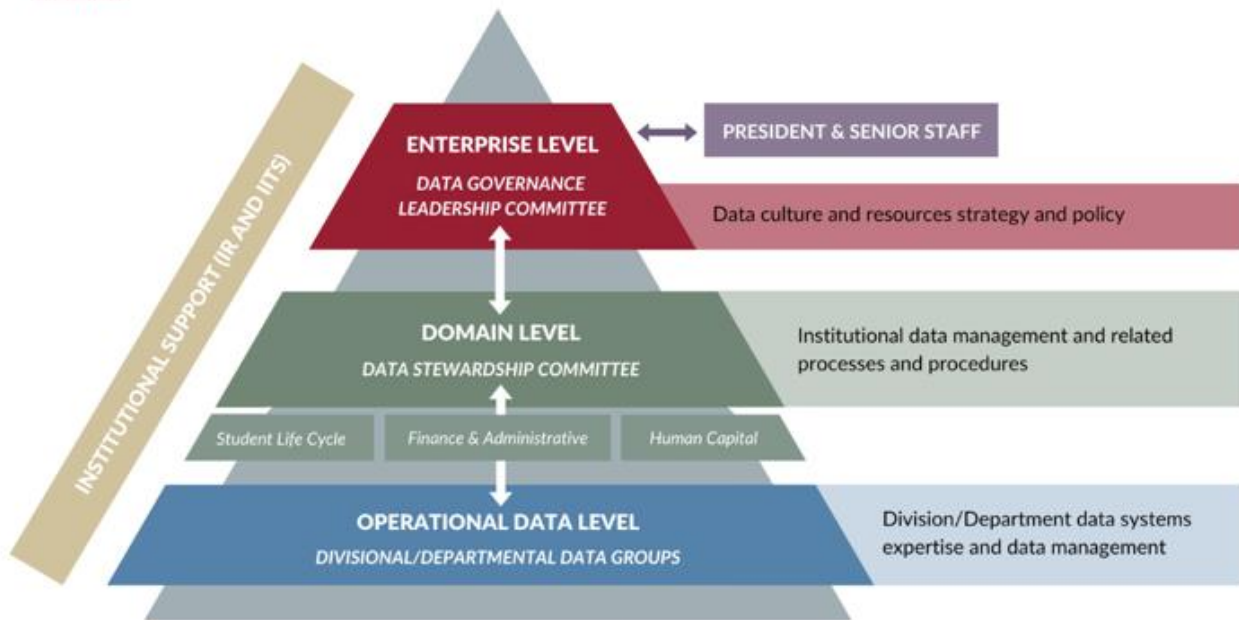 INSTITUTIONAL SUPPORT (IR AND IITS)
ENTERPRISE LEVEL
DATA GOVERNANCE
LEADERSHIP COMMITTEE
PRESIDENT & SENIOR STAFF
Data culture and resources strategy and policy
DOMAIN LEVEL
DATA STEWARDSHIP COMMITTEE
Institutional data management and related
processes and procedures
Student Life Cycle
Finance & Administrative
Human Capital
OPERATIONAL DATA LEVEL
DIVISIONAL/DEPARTMENTAL DATA GROUPS
Division/Department data systems
expertise and data management